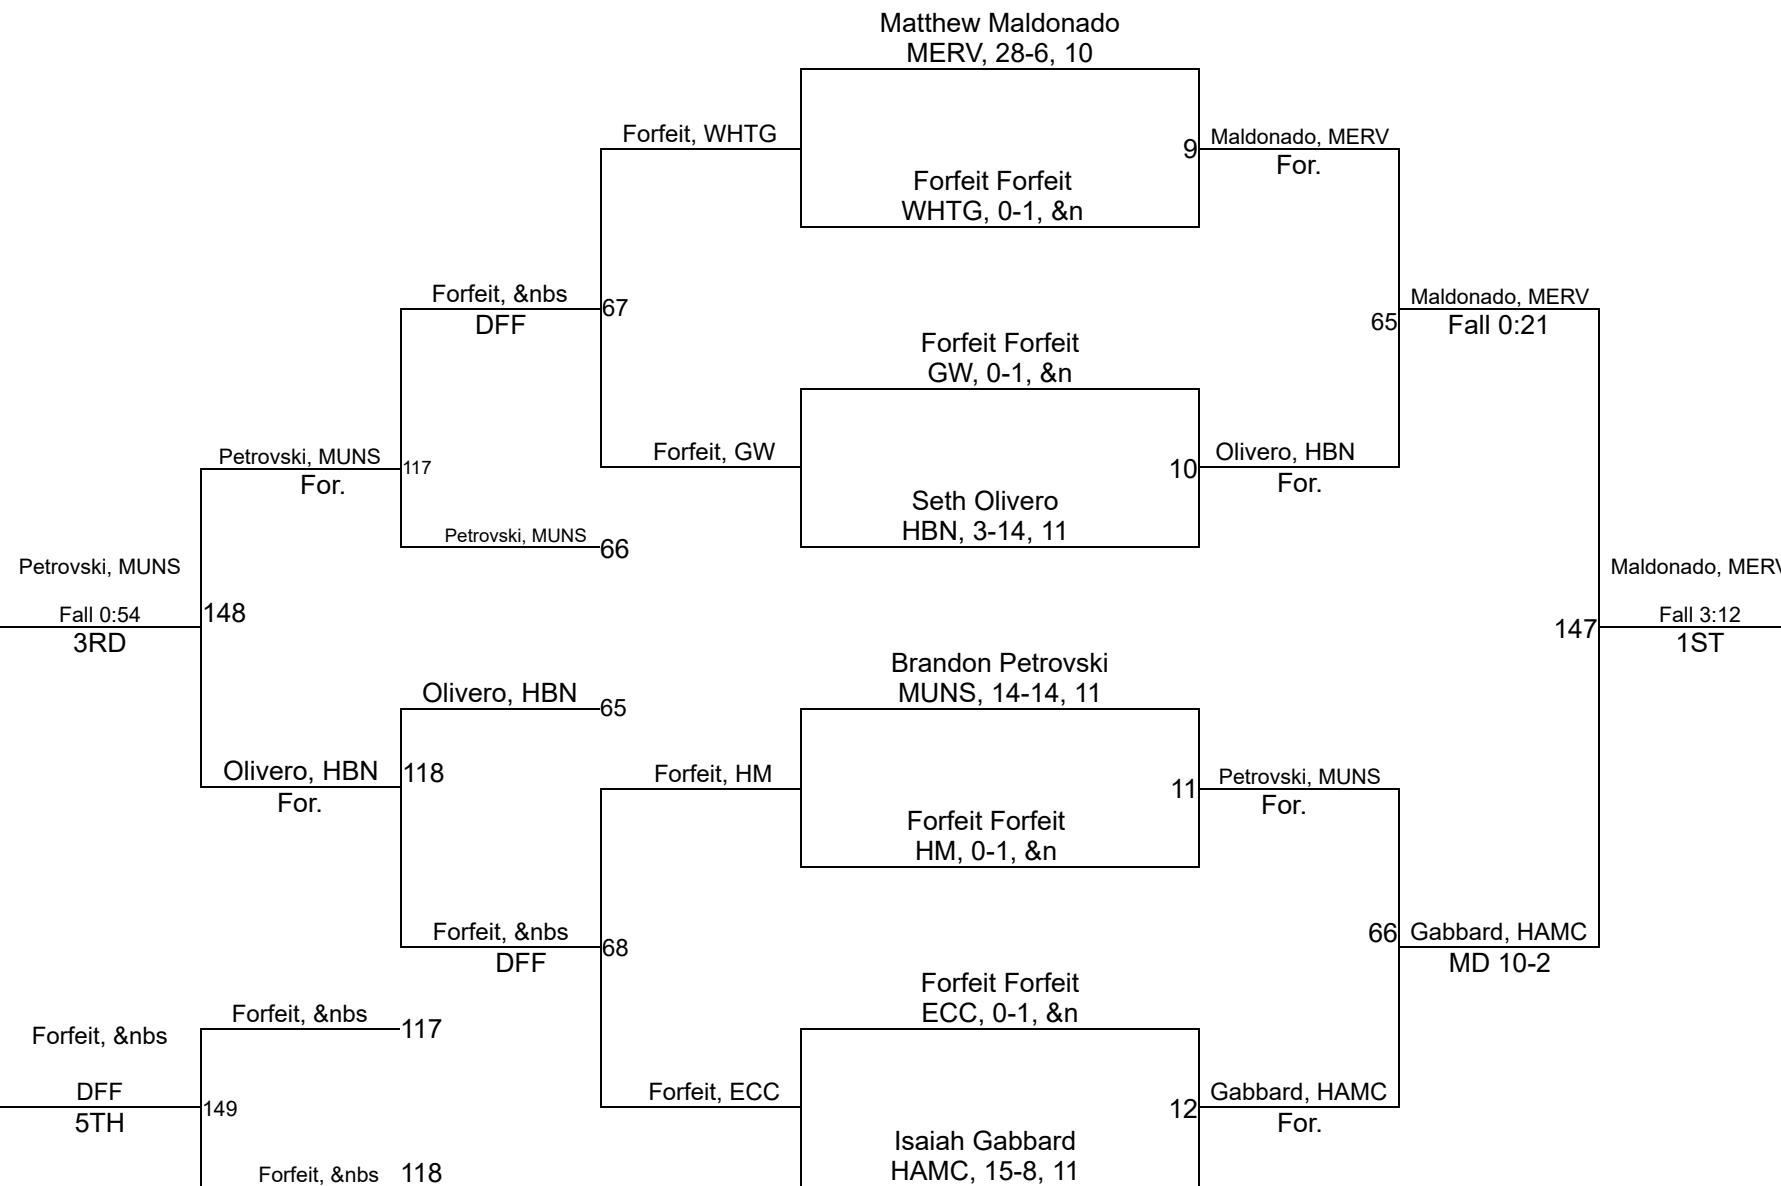 Matthew Maldonado
MERV, 28-6, 10
Forfeit, WHTG
9
Maldonado, MERV
For.
Forfeit Forfeit
WHTG, 0-1, &n
Forfeit, &nbs
DFF
67
65
Maldonado, MERV
Fall 0:21
Forfeit Forfeit
GW, 0-1, &n
Petrovski, MUNS
For.
117
Forfeit, GW
10
Olivero, HBN
For.
Seth Olivero
HBN, 3-14, 11
Petrovski, MUNS
66
Petrovski, MUNS
Fall 0:54
3RD
148
147
Maldonado, MERV
Fall 3:12
1ST
Brandon Petrovski
MUNS, 14-14, 11
Olivero, HBN
65
Olivero, HBN
For.
118
Forfeit, HM
11
Petrovski, MUNS
For.
Forfeit Forfeit
HM, 0-1, &n
Forfeit, &nbs
DFF
68
66
Gabbard, HAMC
MD 10-2
Forfeit Forfeit
ECC, 0-1, &n
Forfeit, &nbs
117
Forfeit, &nbs
DFF
5TH
149
Forfeit, ECC
12
Gabbard, HAMC
For.
Isaiah Gabbard
HAMC, 15-8, 11
Forfeit, &nbs
118